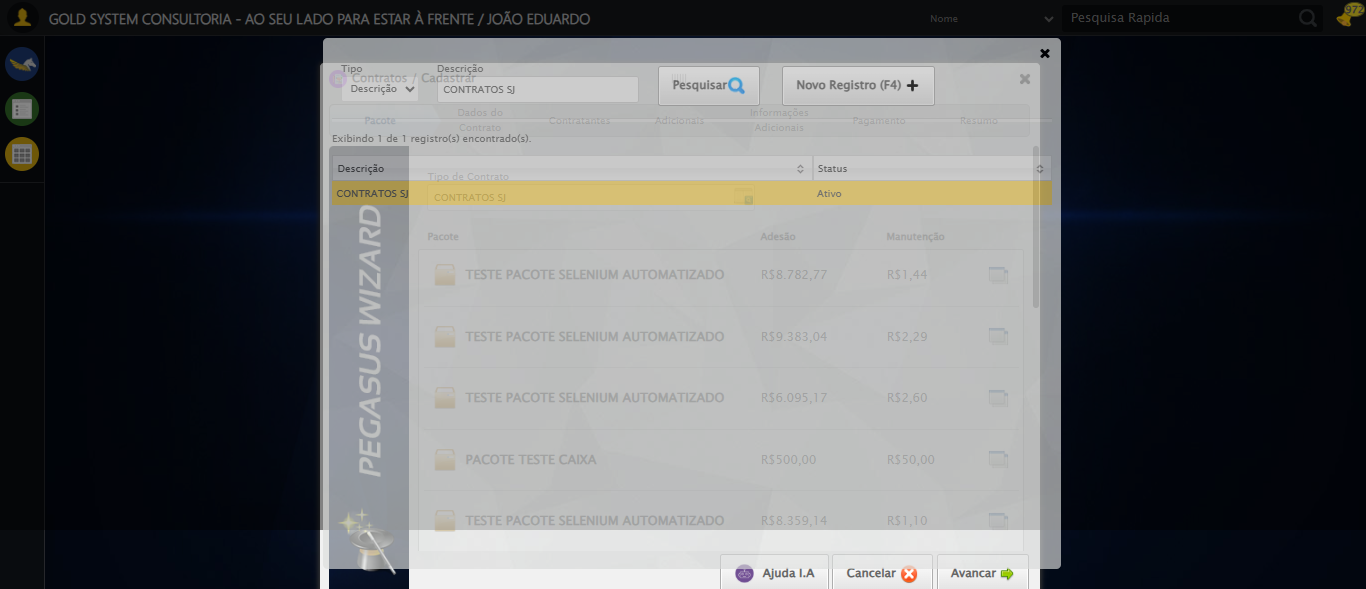 GOLD SYSTEM CONSULTORIA - AO SEU LADO PARA ESTAR À FRENTE / JOÃO EDUARDO
Nome
Pesquisa Rapida
972
Tipo
Descrição
Contratos / Cadastrar
Descrição
CONTRATOS SJ
Pesquisar
Novo Registro (F4)
Pacote
Dados do Contrato
Contratantes
Adicionais
Informações Adicionais
Pagamento
Resumo
Exibindo 1 de 1 registro(s) encontrado(s).
Descrição
Status
Tipo de Contrato
CONTRATOS SJ
Ativo
CONTRATOS SJ
PEGASUS WIZARD
Pacote
Adesão
Manutenção
TESTE PACOTE SELENIUM AUTOMATIZADO R$8.782,77 R$1,44
TESTE PACOTE SELENIUM AUTOMATIZADO R$9.383,04 R$2,29
TESTE PACOTE SELENIUM AUTOMATIZADO R$6.095,17 R$2,60
PACOTE TESTE CAIXA R$500,00 R$50,00
TESTE PACOTE SELENIUM AUTOMATIZADO R$8.359,14 R$1,10
Ajuda I.A
Cancelar
Avancar